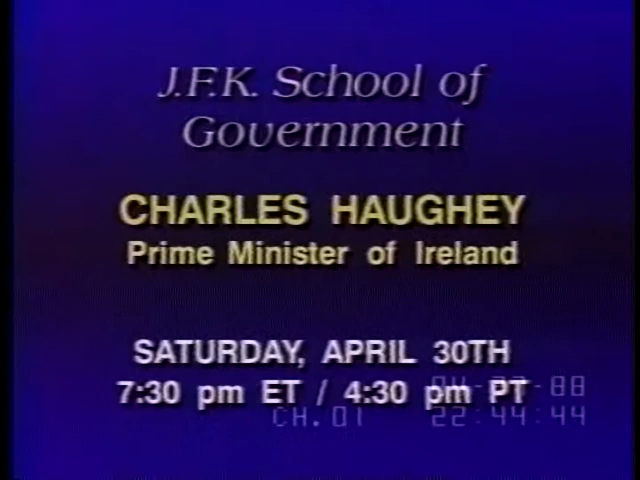 J.F.K. School of
Government
CHARLES HAUGHEY
Prime Minister of Ireland
SATURDAY, APRIL 30TH
7:30 pm ET / 4:30 pm PT
CH.01 22:44:44